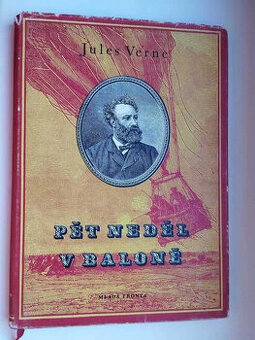 Jules Verne
PĚT NEDĚL
V BALONĚ
MLADÁ FRONTA